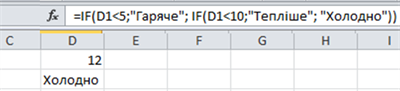 fx =IF(D1<5;"Гаряче"; IF(D1<10;"Тепліше"; "Холодно"))
C D E F G H I
12
Холодно